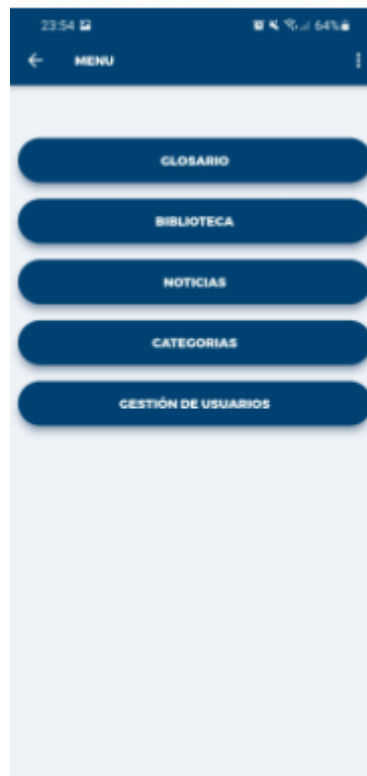 23:54 64%
MENU
GLOSARIO
BIBLIOTECA
NOTICIAS
CATEGORIAS
GESTIÓN DE USUARIOS